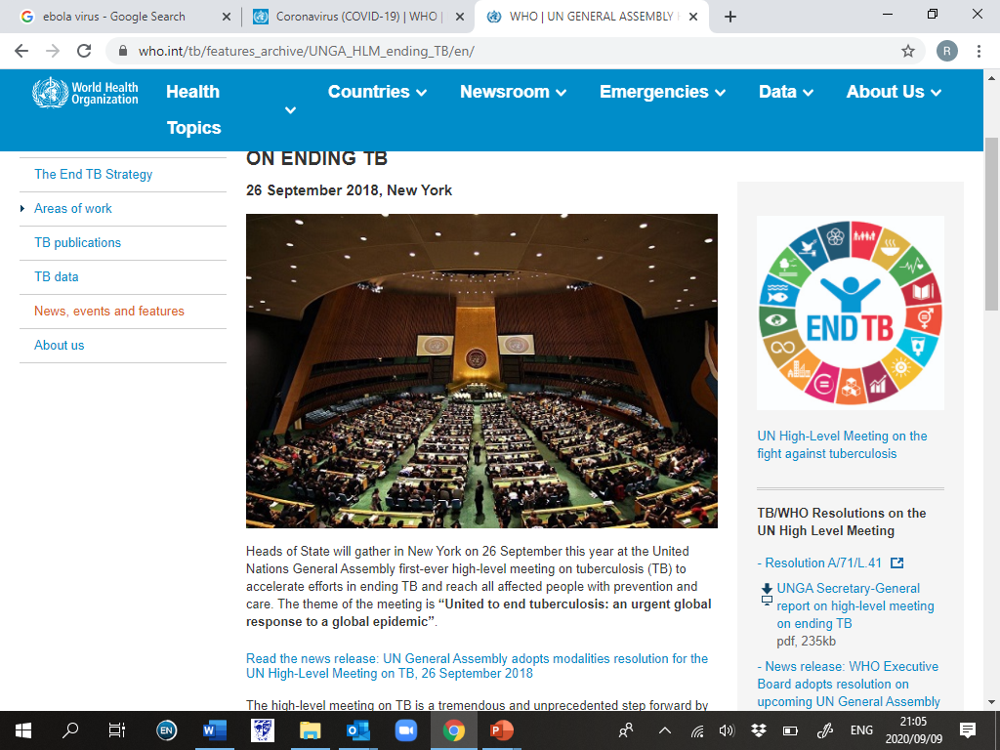 ebola virus - Google Search
Coronavirus (COVID-19) | WHO |
WHO | UN GENERAL ASSEMBLY H
who.int/tb/features_archive/UNGA_HLM_ending_TB/en/
R
World Health
Organization
Health
Topics
Countries
Newsroom
Emergencies
Data
About Us
The End TB Strategy
Areas of work
TB publications
TB data
News, events and features
About us
ON ENDING TB
26 September 2018, New York
Heads of State will gather in New York on 26 September this year at the United
Nations General Assembly first-ever high-level meeting on tuberculosis (TB) to
accelerate efforts in ending TB and reach all affected people with prevention and
care. The theme of the meeting is “United to end tuberculosis: an urgent global
response to a global epidemic”.
Read the news release: UN General Assembly adopts modalities resolution for the
UN High-Level Meeting on TB, 26 September 2018
The high-level meeting on TB is a tremendous and unprecedented step forward by
END TB
UN High-Level Meeting on the
fight against tuberculosis
TB/WHO Resolutions on the
UN High Level Meeting
- Resolution A/71/L.41
UNGA Secretary-General
report on high-level meeting
on ending TB
pdf, 235kb
- News release: WHO Executive
Board adopts resolution on
upcoming UN General Assembly
EN
ENG
21:05
2020/09/09